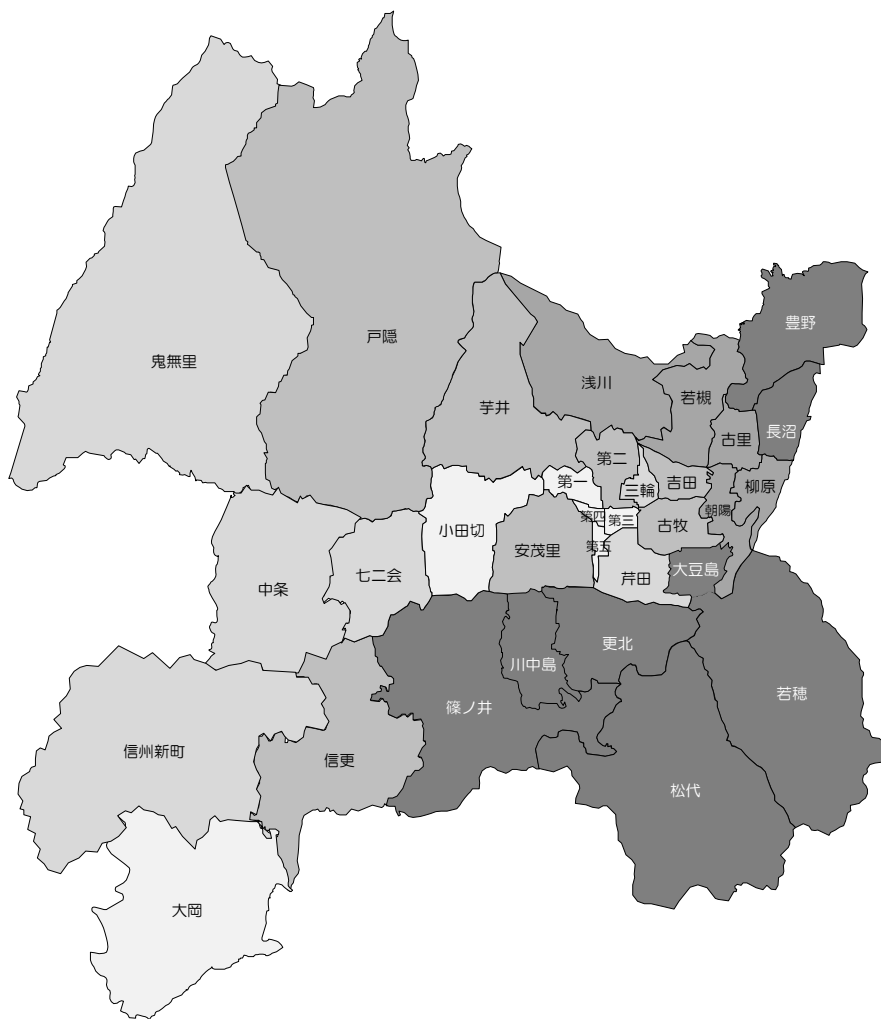 豊野
戸隠
鬼無里
浅川
若槻
芋井
長沼
古里
第二
第一
三輪
吉田
柳原
朝陽
第四
第三
小田切
古牧
第五
安茂里
大豆島
七二会
芹田
中条
更北
川中島
若穂
篠ノ井
信州新町
信更
松代
大岡